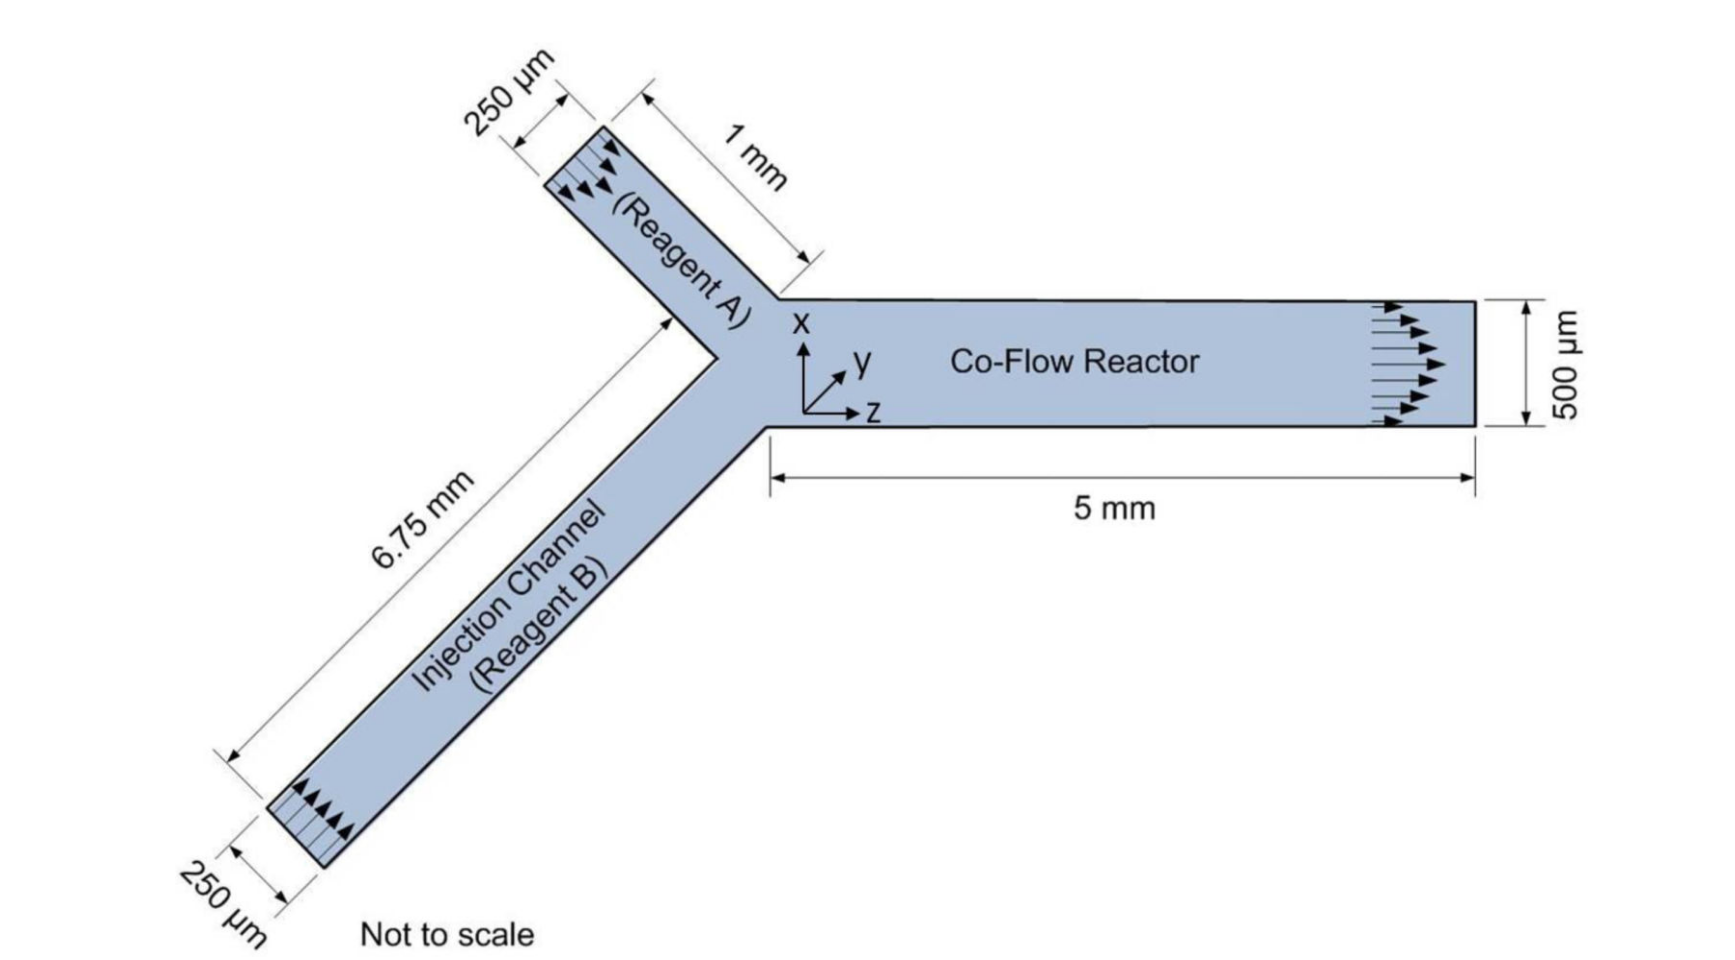 250 µm
1 mm
(Reagent A)
x
y
z
Co-Flow Reactor
500 µm
5 mm
6.75 mm
Injection Channel
(Reagent B)
250 µm
Not to scale